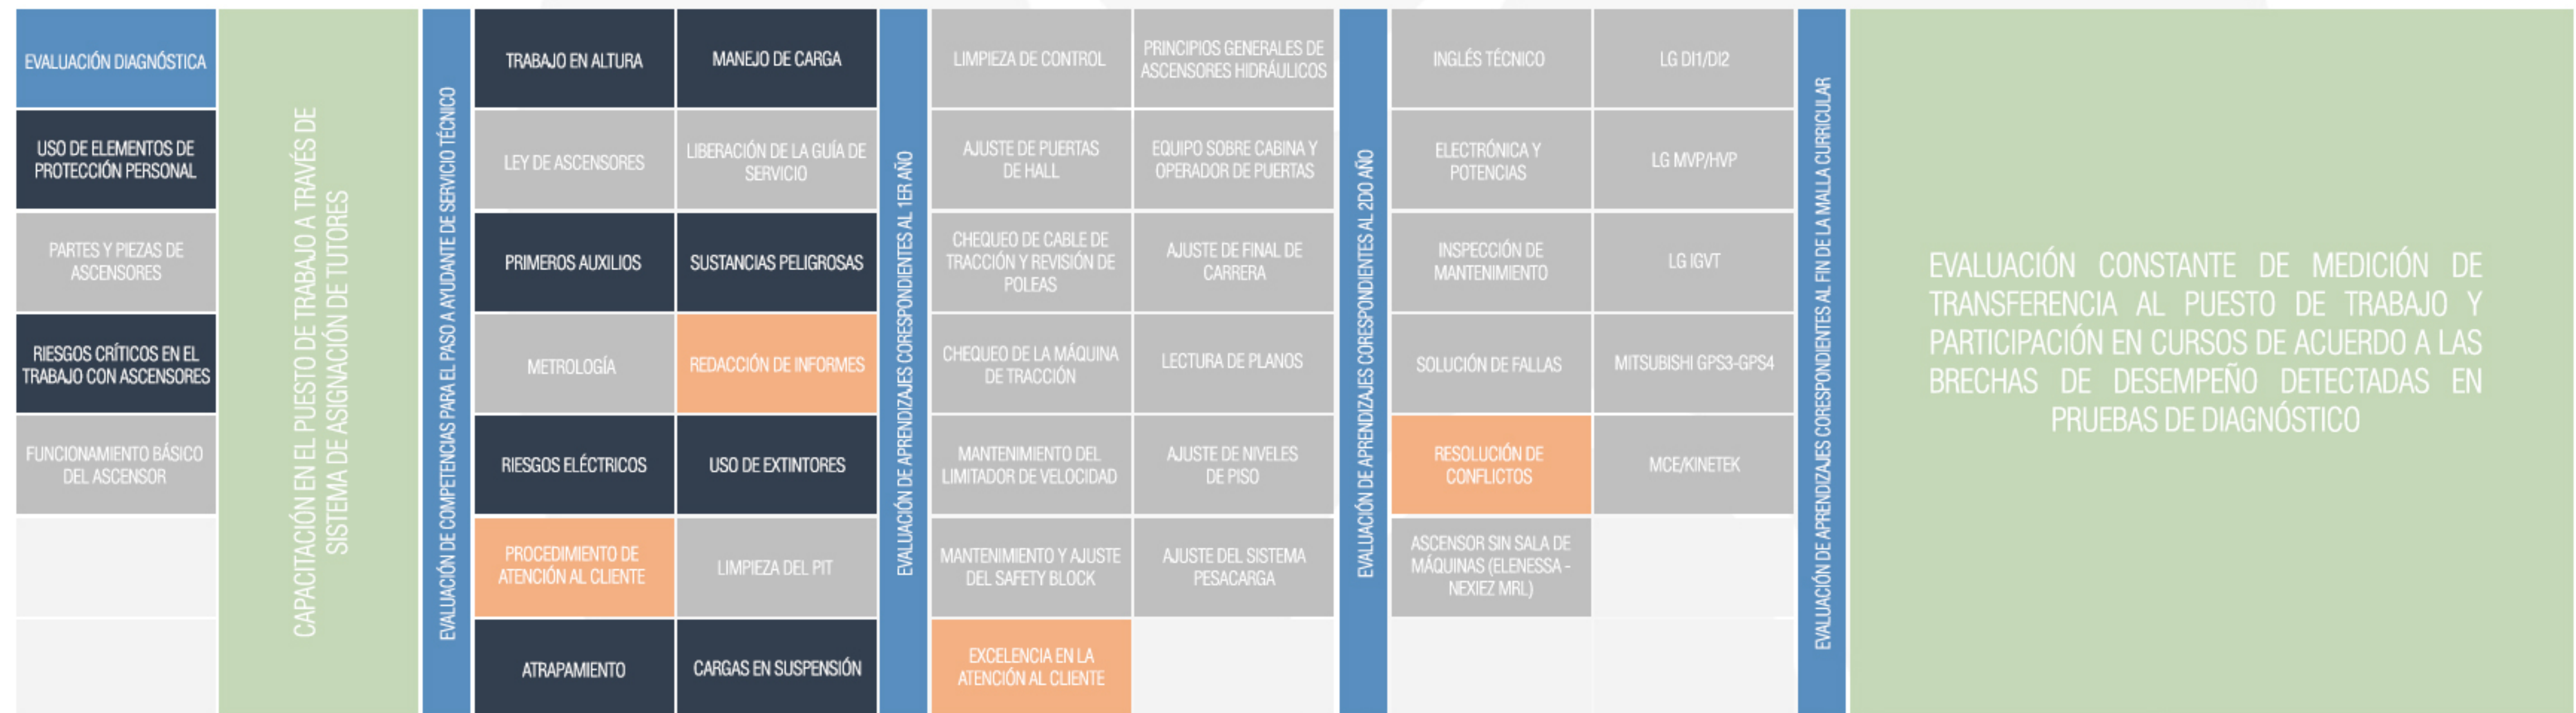 EVALUACIÓN DIAGNÓSTICA
USO DE ELEMENTOS DE
PROTECCIÓN PERSONAL
PARTES Y PIEZAS DE
ASCENSORES
RIESGOS CRÍTICOS EN EL
TRABAJO CON ASCENSORES
FUNCIONAMIENTO BÁSICO
DEL ASCENSOR
CAPACITACIÓN EN EL PUESTO DE TRABAJO A TRAVÉS DE
SISTEMA DE ASIGNACIÓN DE TUTORES
EVALUACIÓN DE COMPETENCIAS PARA EL PASO A AYUDANTE DE SERVICIO TÉCNICO
TRABAJO EN ALTURA
LEY DE ASCENSORES
PRIMEROS AUXILIOS
METROLOGÍA
RIESGOS ELÉCTRICOS
PROCEDIMIENTO DE
ATENCIÓN AL CLIENTE
ATRAPAMIENTO
MANEJO DE CARGA
LIBERACIÓN DE LA GUÍA DE
SERVICIO
SUSTANCIAS PELIGROSAS
REDACCIÓN DE INFORMES
USO DE EXTINTORES
LIMPIEZA DEL PIT
CARGAS EN SUSPENSIÓN
EVALUACIÓN DE APRENDIZAJES CORESPONDIENTES AL 1ER AÑO
LIMPIEZA DE CONTROL
AJUSTE DE PUERTAS
DE HALL
CHEQUEO DE CABLE DE
TRACCIÓN Y REVISIÓN DE
POLEAS
CHEQUEO DE LA MÁQUINA
DE TRACCIÓN
MANTENIMIENTO DEL
LIMITADOR DE VELOCIDAD
MANTENIMIENTO Y AJUSTE
DEL SAFETY BLOCK
EXCELENCIA EN LA
ATENCIÓN AL CLIENTE
PRINCIPIOS GENERALES DE
ASCENSORES HIDRÁULICOS
EQUIPO SOBRE CABINA Y
OPERADOR DE PUERTAS
AJUSTE DE FINAL DE
CARRERA
LECTURA DE PLANOS
AJUSTE DE NIVELES
DE PISO
AJUSTE DEL SISTEMA
PESACARGA
EVALUACIÓN DE APRENDIZAJES CORESPONDIENTES AL 2DO AÑO
INGLÉS TÉCNICO
ELECTRÓNICA Y
POTENCIAS
INSPECCIÓN DE
MANTENIMIENTO
SOLUCIÓN DE FALLAS
RESOLUCIÓN DE
CONFLICTOS
ASCENSOR SIN SALA DE
MÁQUINAS (ELENESSA -
NEXIEZ MRL)
LG DI1/DI2
LG MVP/HVP
LG IGVT
MITSUBISHI GPS3-GPS4
MCE/KINETEK
EVALUACIÓN DE APRENDIZAJES CORESPONDIENTES AL FIN DE LA MALLA CURRICULAR
EVALUACIÓN CONSTANTE DE MEDICIÓN DE
TRANSFERENCIA AL PUESTO DE TRABAJO Y
PARTICIPACIÓN EN CURSOS DE ACUERDO A LAS
BRECHAS DE DESEMPEÑO DETECTADAS EN
PRUEBAS DE DIAGNÓSTICO